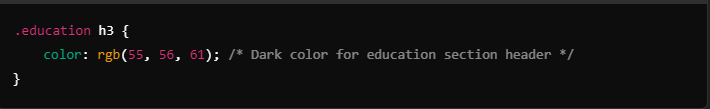 .education h3 {
    color: rgb(55, 56, 61); /* Dark color for education section header */
}